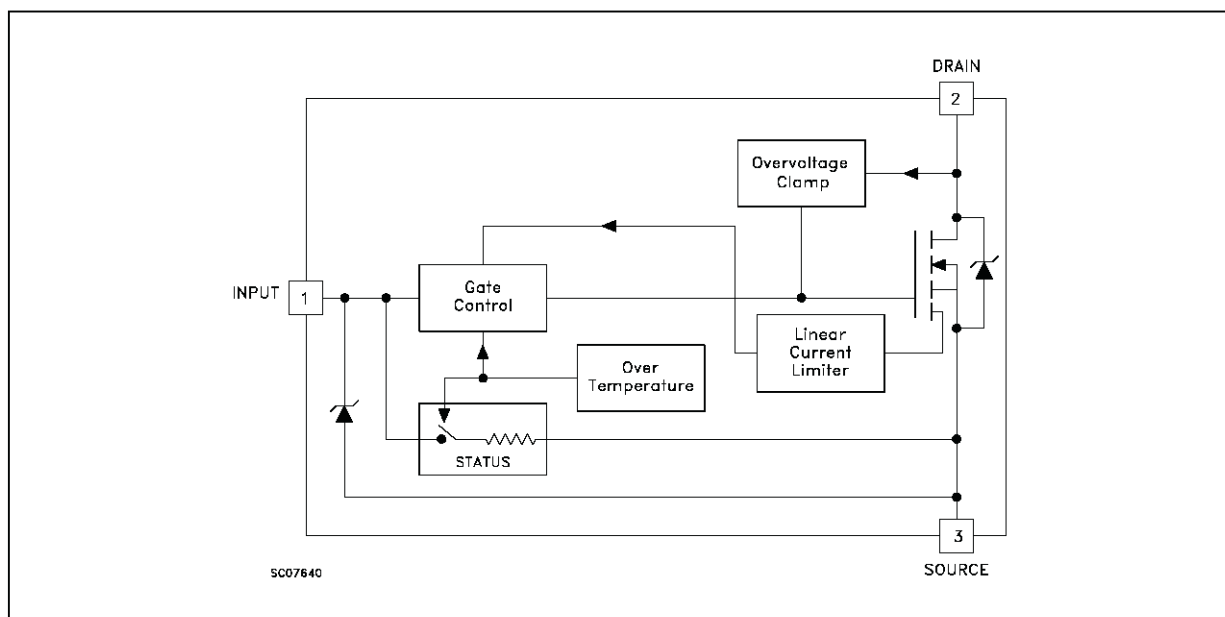 DRAIN
2
Overvoltage
Clamp
INPUT
1
Gate
Control
Linear
Current
Limiter
Over
Temperature
STATUS
3
SOURCE
SC07640